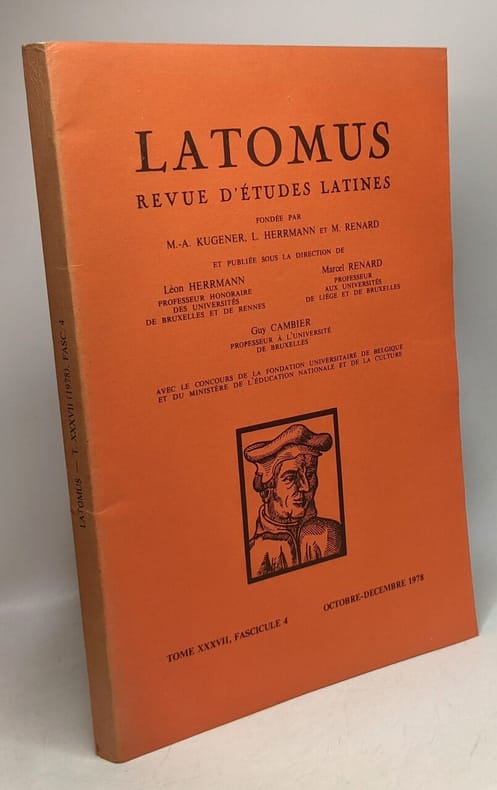 LATOMUS
REVUE D'ÉTUDES LATINES
FONDÉE PAR
M.-A. KUGENER, L. HERRMANN ET M. RENARD
ET PUBLIÉE SOUS LA DIRECTION DE
Léon HERRMANN
PROFESSEUR HONORAIRE
DES UNIVERSITÉS
DE BRUXELLES ET DE RENNES
Marcel RENARD
PROFESSEUR
AUX UNIVERSITÉS
DE LIÉGE ET DE BRUXELLES
Guy CAMBIER
PROFESSEUR À L'UNIVERSITÉ
DE BRUXELLES
AVEC LE CONCOURS DE LA FONDATION UNIVERSITAIRE DE BELGIQUE
ET DU MINISTÈRE DE L'ÉDUCATION NATIONALE ET DE LA CULTURE
TOME XXXVII, FASCICULE 4
OCTOBRE-DECEMBRE 1978
LATOMUS — T. XXXVII (1978), FASC. 4